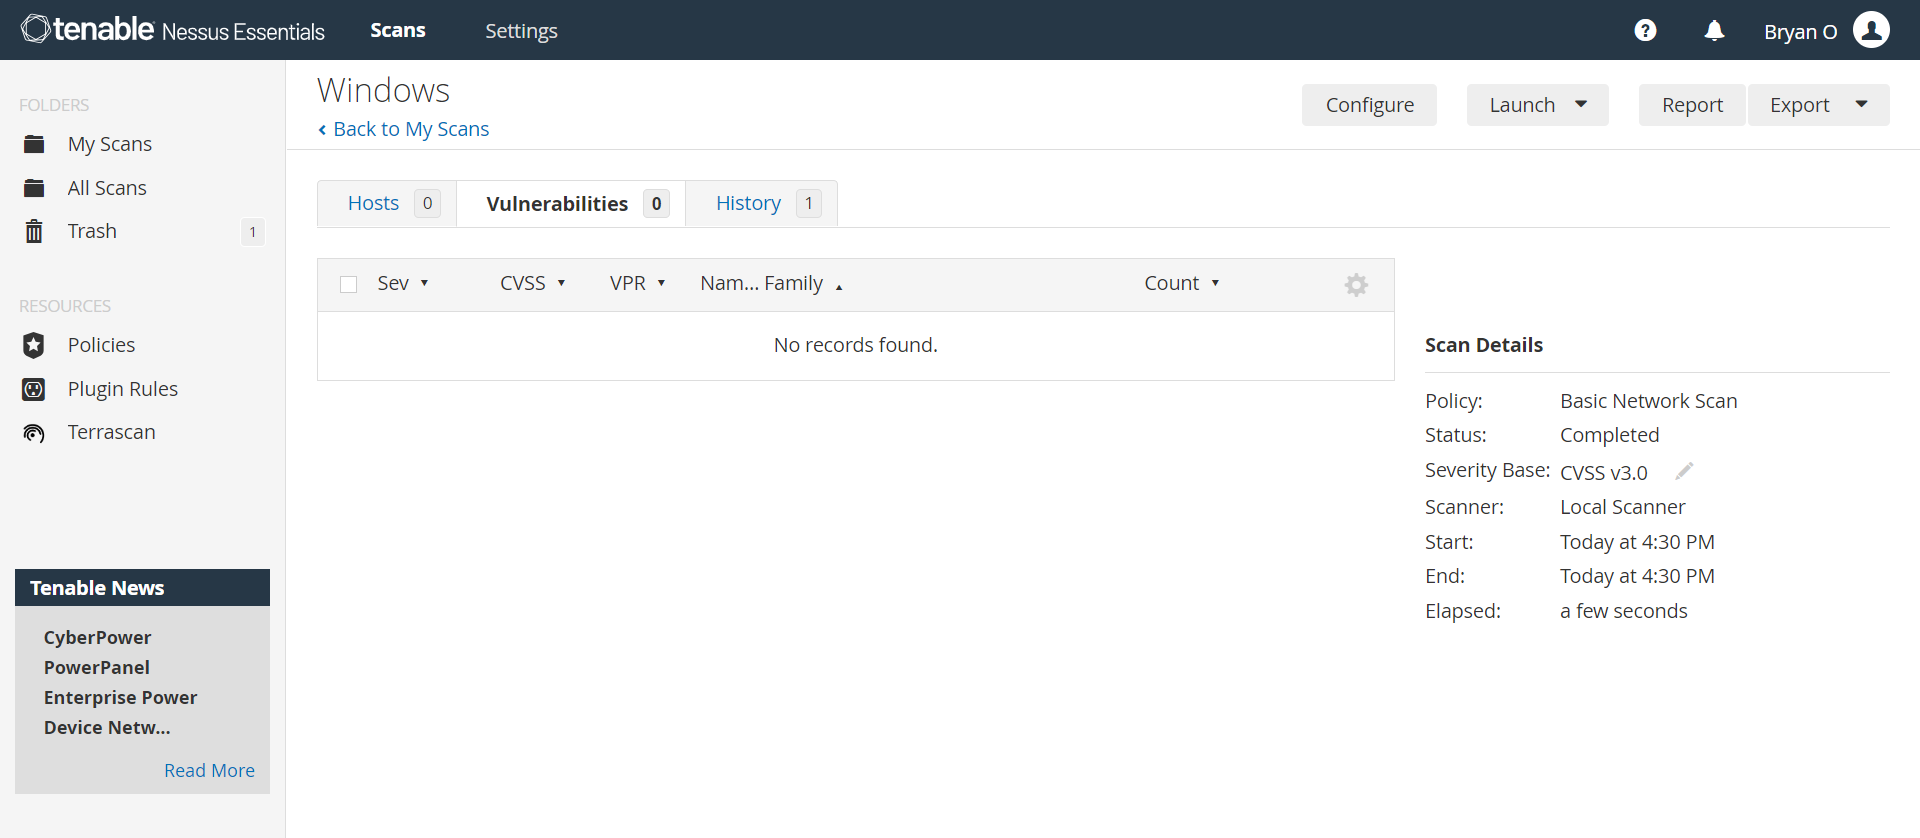 tenable Nessus Essentials Scans Settings ? Bryan O
FOLDERS
My Scans
All Scans
Trash 1
RESOURCES
Policies
Plugin Rules
Terrascan
Tenable News
CyberPower
PowerPanel
Enterprise Power
Device Netw...
Read More
Windows
Back to My Scans
Configure Launch Report Export
Hosts 0 Vulnerabilities 0 History 1
Sev CVSS VPR Nam... Family Count
No records found.
Scan Details
Policy: Basic Network Scan
Status: Completed
Severity Base: CVSS v3.0
Scanner: Local Scanner
Start: Today at 4:30 PM
End: Today at 4:30 PM
Elapsed: a few seconds